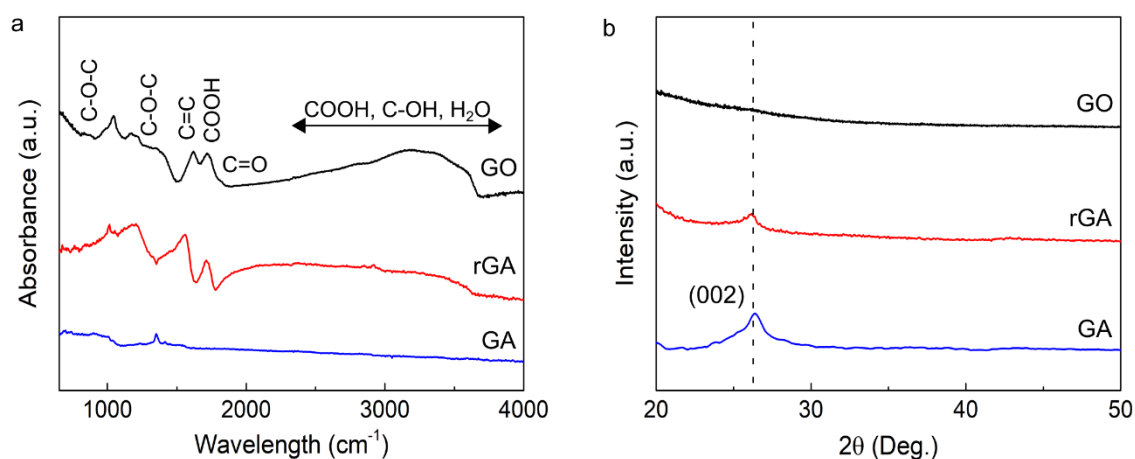 a
C-O-C
C-O-C
C=C
COOH
C=O
COOH, C-OH, H₂O
GO
rGA
GA
Absorbance (a.u.)
1000 2000 3000 4000
Wavelength (cm⁻¹)
b
GO
rGA
(002)
GA
Intensity (a.u.)
20 30 40 50
2θ (Deg.)